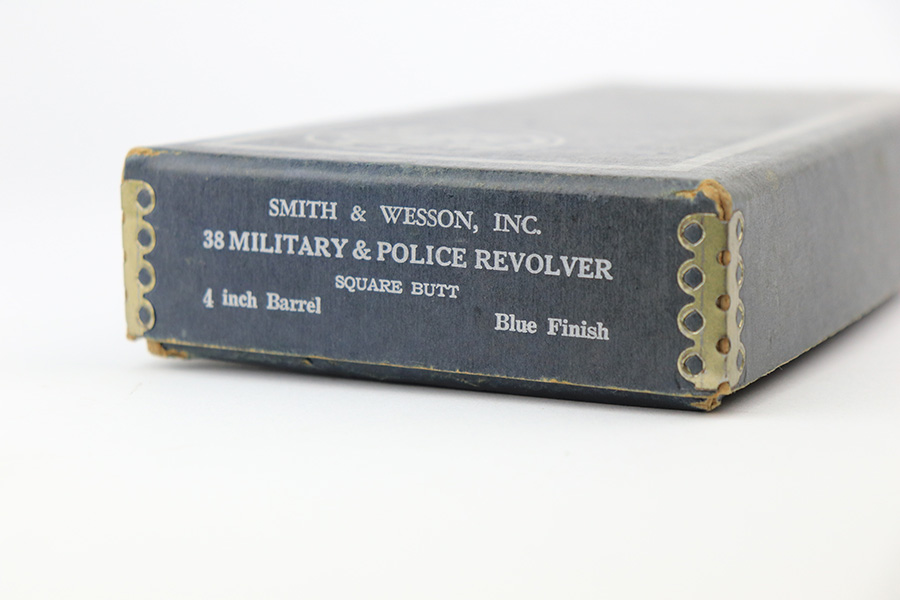 SMITH & WESSON, INC.
38 MILITARY & POLICE REVOLVER
SQUARE BUTT
4 inch Barrel
Blue Finish